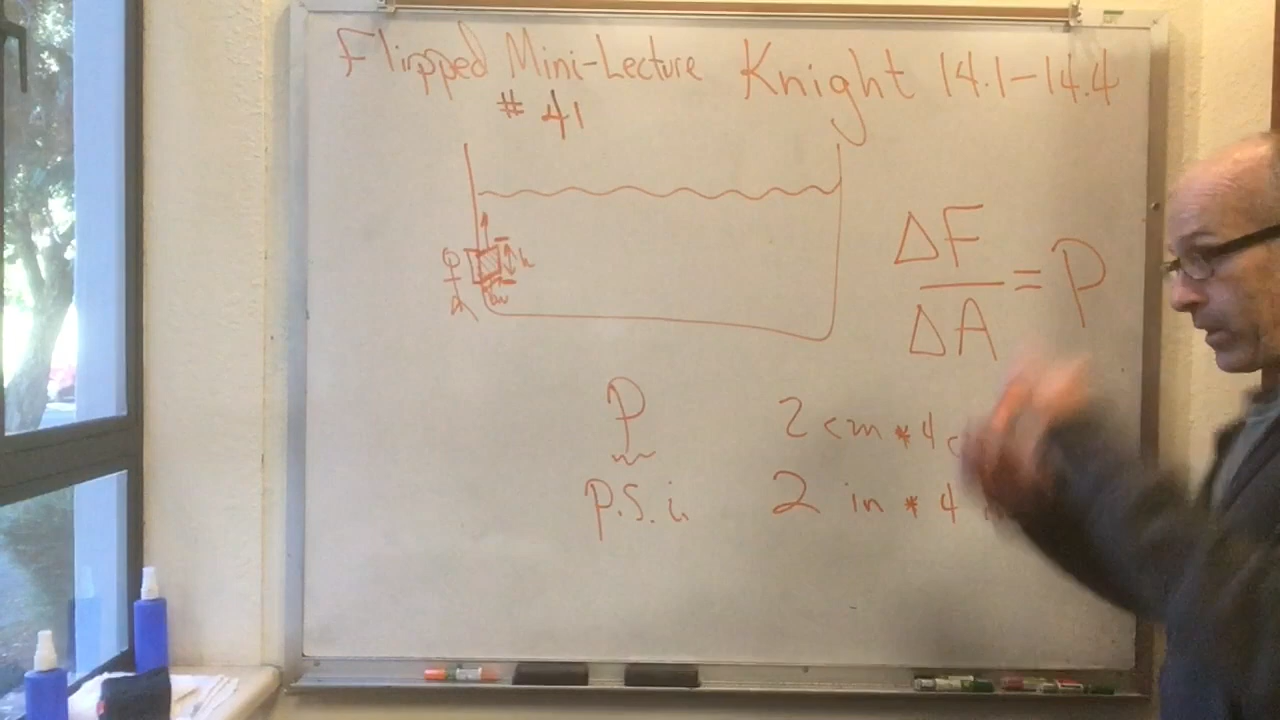 Flipped Mini-Lecture Knight 14.1-14.4
# 41
h
w
ΔF
ΔA
= P
P
2 cm * 4
p.s.i.
2 in * 4